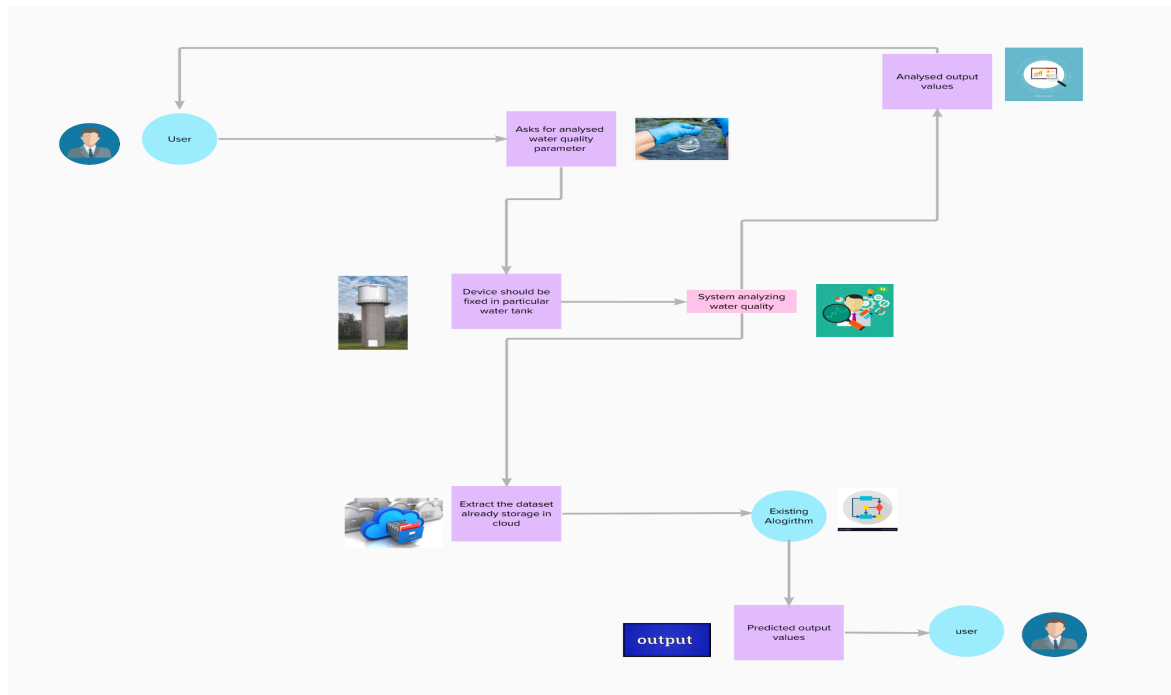 Analysed output
values
User
Asks for analysed
water quality
parameter
Device should be
fixed in particular
water tank
System analyzing
water quality
Extract the dataset
already storage in
cloud
Existing
Alogirthm
output
Predicted output
values
user